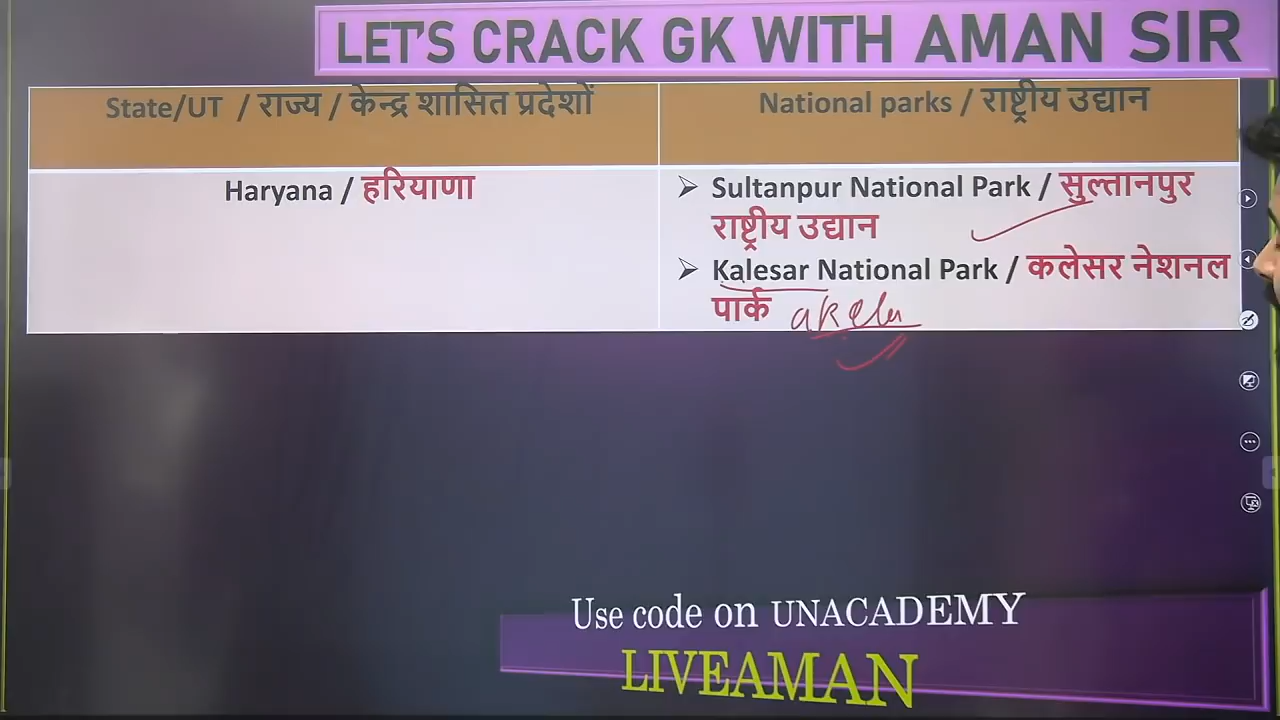 LET'S CRACK GK WITH AMAN SIR
State/UT / राज्य / केन्द्र शासित प्रदेशों
National parks / राष्ट्रीय उद्यान
Haryana / हरियाणा
➢ Sultanpur National Park / सुल्तानपुर
राष्ट्रीय उद्यान
➢ Kalesar National Park / कलेसर नेशनल
पार्क
Use code on UNACADEMY
LIVEAMAN